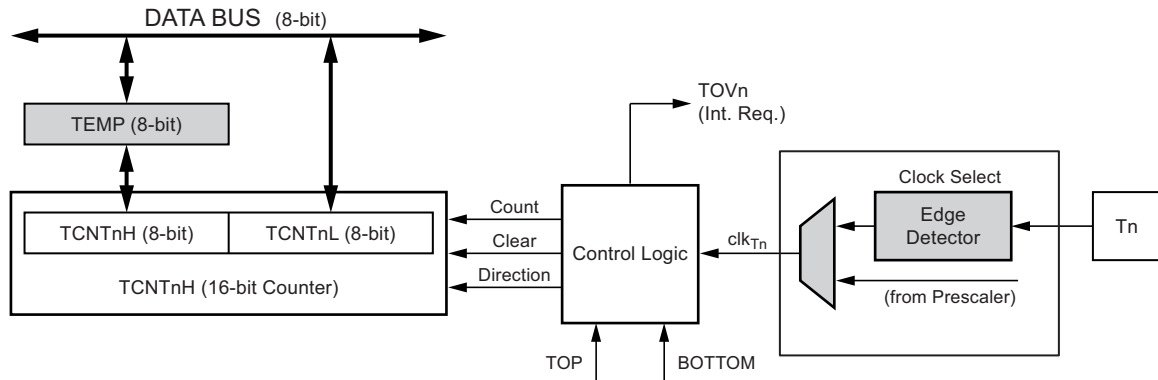 DATA BUS (8-bit)
TEMP (8-bit)
TCNTnH (8-bit)
TCNTnL (8-bit)
TCNTnH (16-bit Counter)
Count
Clear
Direction
Control Logic
TOVn
(Int. Req.)
TOP
BOTTOM
clkTn
Clock Select
Edge
Detector
(from Prescaler)
Tn